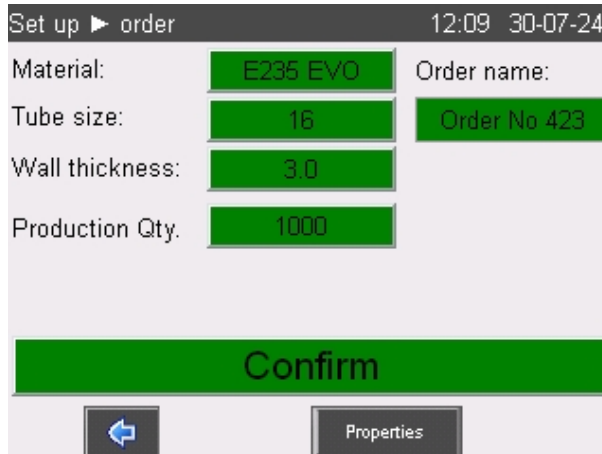 Set up ► order 12:09 30-07-24
Material: E235 EVO Order name:
Tube size: 16 Order No 423
Wall thickness: 3.0
Production Qty. 1000
Confirm
Properties